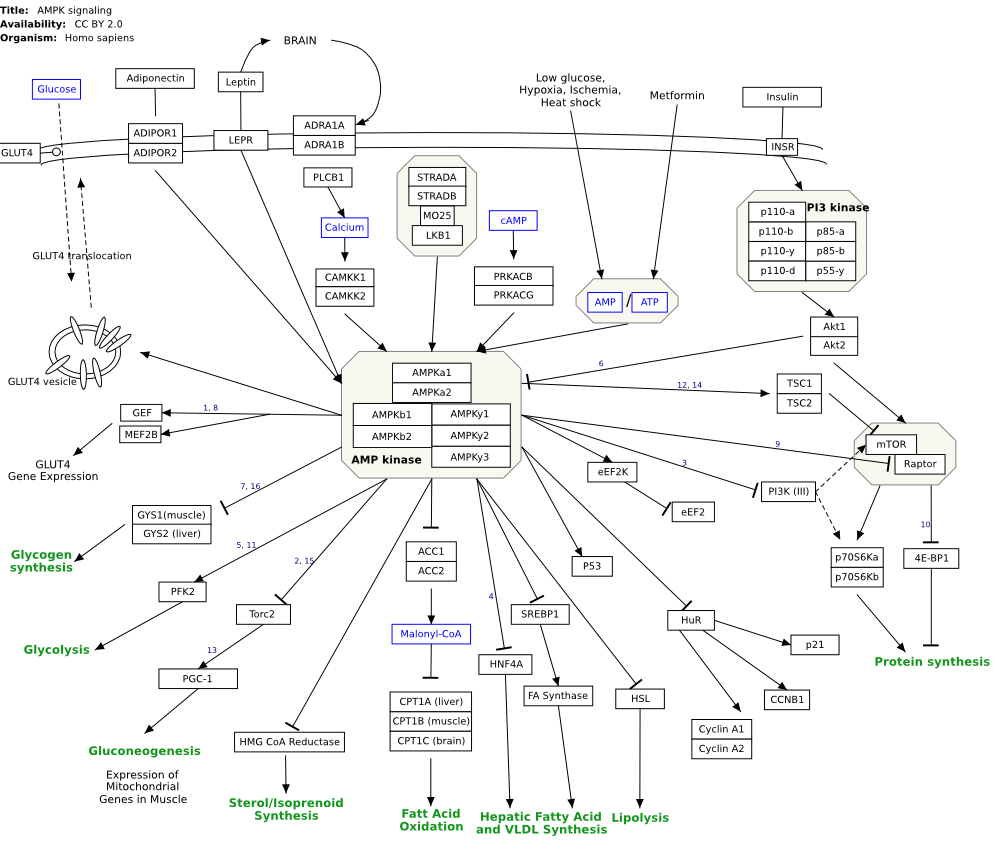 Title: AMPK signaling
Availability: CC BY 2.0
Organism: Homo sapiens
BRAIN
Glucose
Adiponectin
Leptin
Low glucose,
Hypoxia, Ischemia,
Heat shock
Metformin
Insulin
GLUT4
ADIPOR1
ADIPOR2
LEPR
ADRA1A
ADRA1B
INSR
PLCB1
Calcium
CAMKK1
CAMKK2
STRADA
STRADB
MO25
LKB1
cAMP
PRKACB
PRKACG
AMP / ATP
PI3 kinase
p110-a
p110-b p85-a
p110-y p85-b
p110-d p55-y
GLUT4 translocation
GLUT4 vesicle
Akt1
Akt2
6
12, 14
TSC1
TSC2
AMPKa1
AMPKa2
AMPKb1 AMPKy1
AMPKb2 AMPKy2
AMPKy3
AMP kinase
1, 8
GEF
MEF2B
GLUT4
Gene Expression
mTOR
Raptor
9
3
eEF2K
eEF2
PI3K (III)
7, 16
GYS1(muscle)
GYS2 (liver)
Glycogen
synthesis
5, 11
2, 15
PFK2
Glycolysis
Torc2
13
PGC-1
Gluconeogenesis
Expression of
Mitochondrial
Genes in Muscle
HMG CoA Reductase
Sterol/Isoprenoid
Synthesis
ACC1
ACC2
Malonyl-CoA
CPT1A (liver)
CPT1B (muscle)
CPT1C (brain)
Fatt Acid
Oxidation
4
HNF4A
SREBP1
FA Synthase
Hepatic Fatty Acid
and VLDL Synthesis
P53
HSL
Lipolysis
HuR
p21
CCNB1
Cyclin A1
Cyclin A2
10
p70S6Ka
p70S6Kb
4E-BP1
Protein synthesis